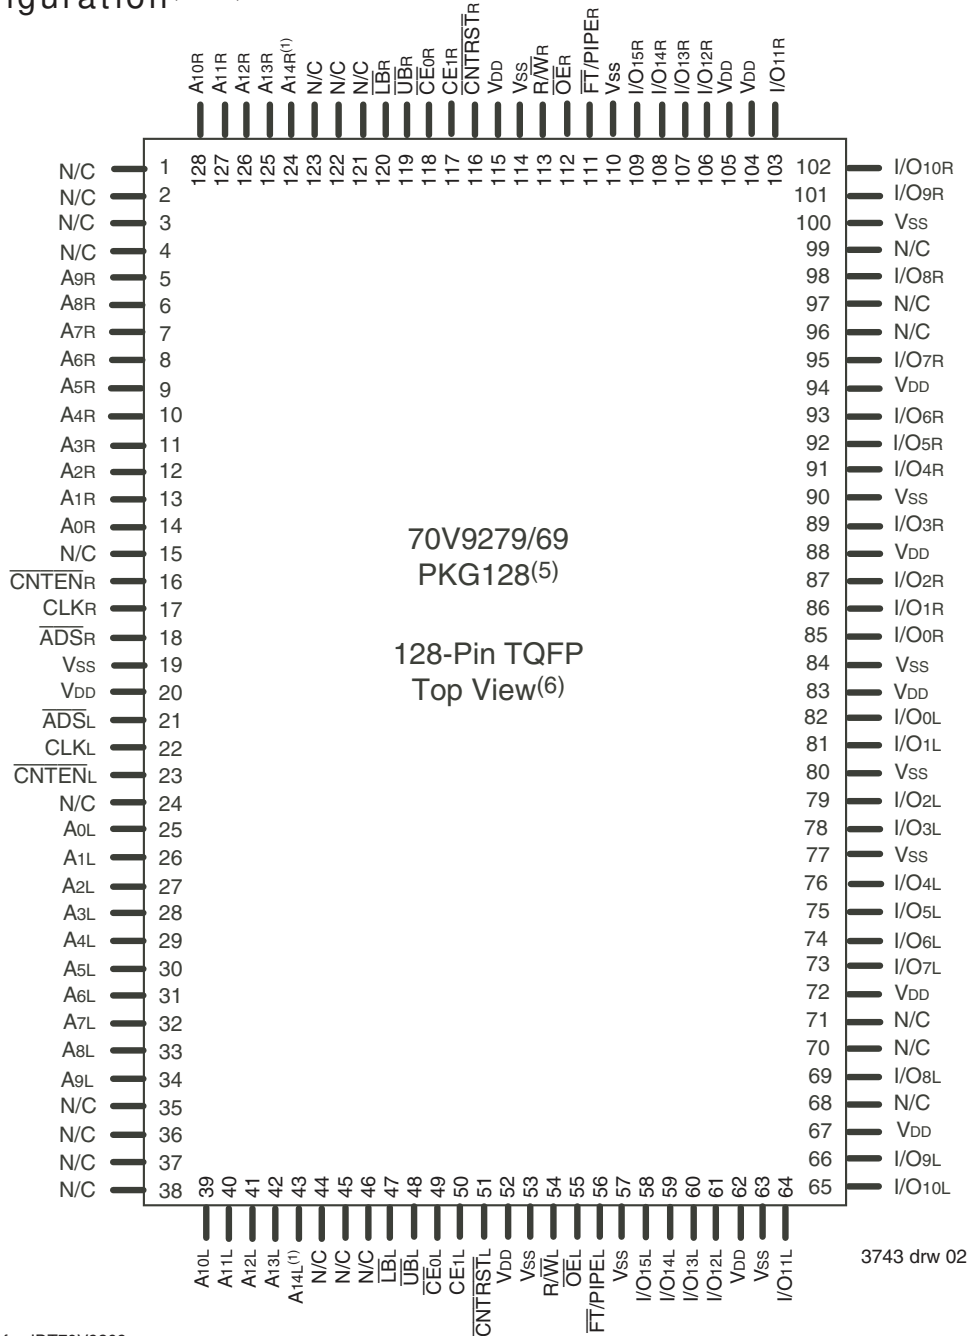 guration
A10R
A11R
A12R
A13R
A14R(1)
N/C
N/C
N/C
LBR
UBR
CE0R
CE1R
CNTRSTR
VDD
VSS
R/WR
OER
FT/PIPER
VSS
I/O15R
I/O14R
I/O13R
I/O12R
VDD
VDD
I/O11R
128
127
126
125
124
123
122
121
120
119
118
117
116
115
114
113
112
111
110
109
108
107
106
105
104
103
N/C 1
N/C 2
N/C 3
N/C 4
A9R 5
A8R 6
A7R 7
A6R 8
A5R 9
A4R 10
A3R 11
A2R 12
A1R 13
A0R 14
N/C 15
CNTENR 16
CLKR 17
ADSR 18
VSS 19
VDD 20
ADSL 21
CLKL 22
CNTENL 23
N/C 24
A0L 25
A1L 26
A2L 27
A3L 28
A4L 29
A5L 30
A6L 31
A7L 32
A8L 33
A9L 34
N/C 35
N/C 36
N/C 37
N/C 38
70V9279/69
PKG128(5)
128-Pin TQFP
Top View(6)
102 I/O10R
101 I/O9R
100 VSS
99 N/C
98 I/O8R
97 N/C
96 N/C
95 I/O7R
94 VDD
93 I/O6R
92 I/O5R
91 I/O4R
90 VSS
89 I/O3R
88 VDD
87 I/O2R
86 I/O1R
85 I/O0R
84 VSS
83 VDD
82 I/O0L
81 I/O1L
80 VSS
79 I/O2L
78 I/O3L
77 VSS
76 I/O4L
75 I/O5L
74 I/O6L
73 I/O7L
72 VDD
71 N/C
70 N/C
69 I/O8L
68 N/C
67 VDD
66 I/O9L
65 I/O10L
39
40
41
42
43
44
45
46
47
48
49
50
51
52
53
54
55
56
57
58
59
60
61
62
63
64
A10L
A11L
A12L
A13L
A14L(1)
N/C
N/C
N/C
LBL
UBL
CE0L
CE1L
CNTRSTL
VDD
VSS
R/WL
OEL
FT/PIPEL
VSS
I/O15L
I/O14L
I/O13L
I/O12L
VDD
VSS
I/O11L
3743 drw 02